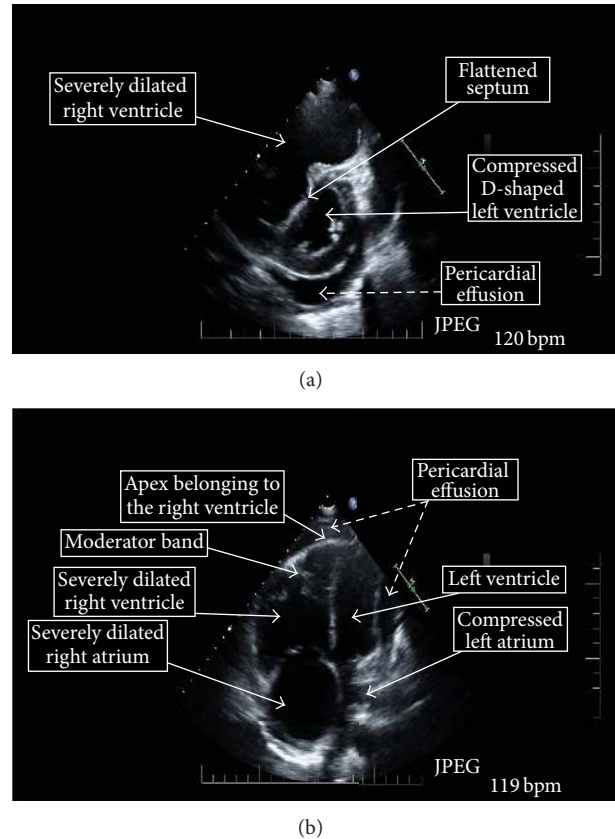 Severely dilated
right ventricle
Flattened
septum
Compressed
D-shaped
left ventricle
Pericardial
effusion
JPEG
120 bpm
(a)
Apex belonging to
the right ventricle
Pericardial
effusion
Moderator band
Severely dilated
right ventricle
Left ventricle
Severely dilated
right atrium
Compressed
left atrium
JPEG
119 bpm
(b)